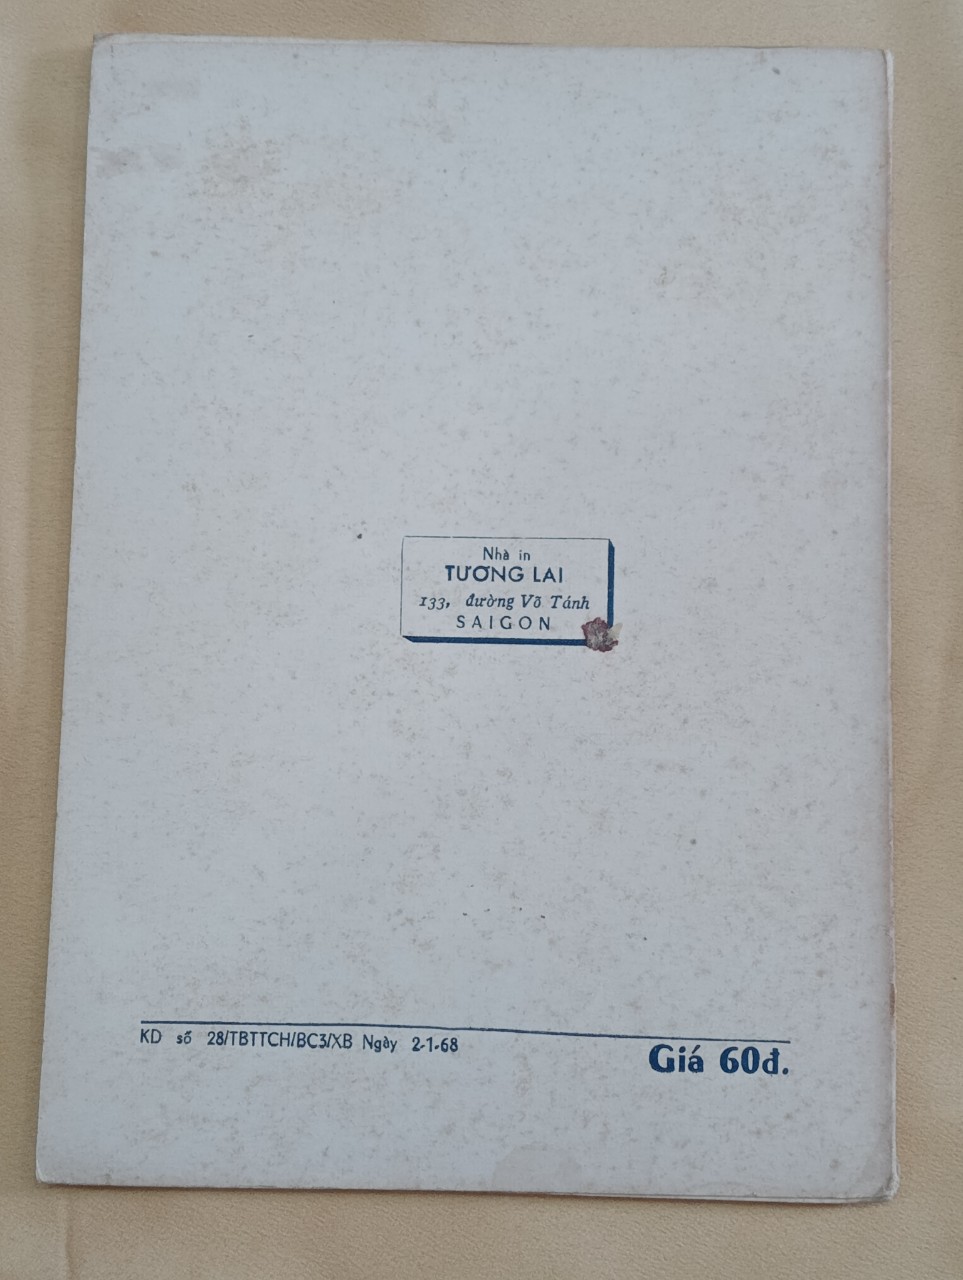 Nhà in
TƯƠNG LAI
133, đường Võ Tánh
SAIGON
KD số 28/TBTTCH/BC3/XB Ngày 2-1-68
Giá 60đ.